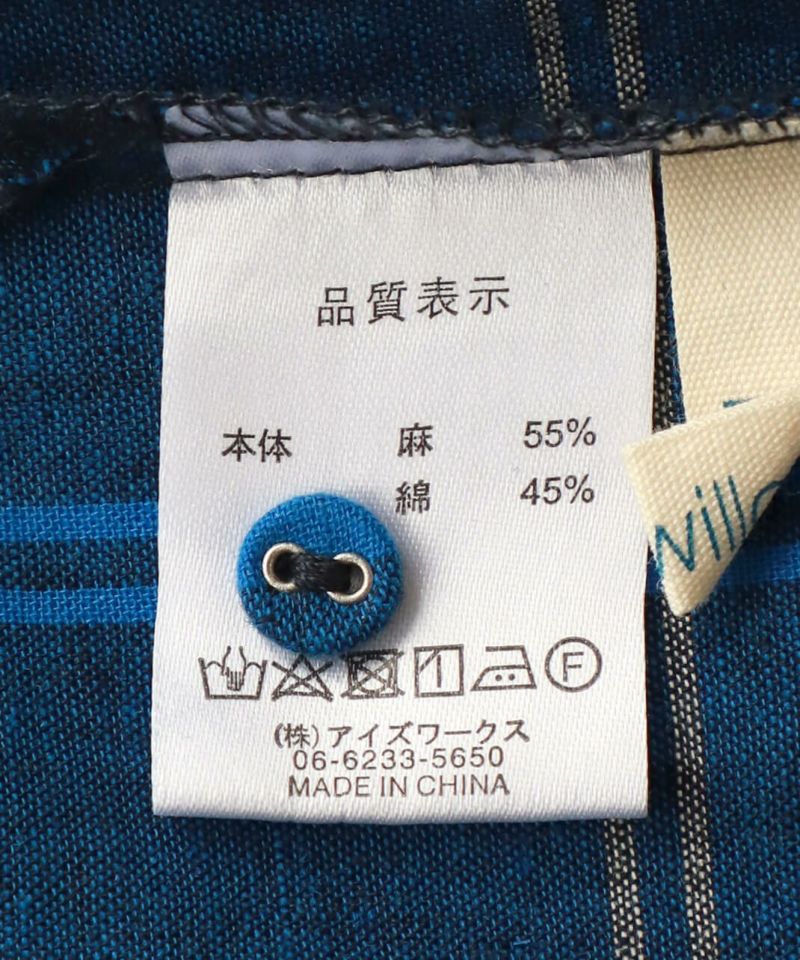 品質表示
本体 麻 55%
綿 45%
F
(株)アイズワークス
06-6233-5650
MADE IN CHINA